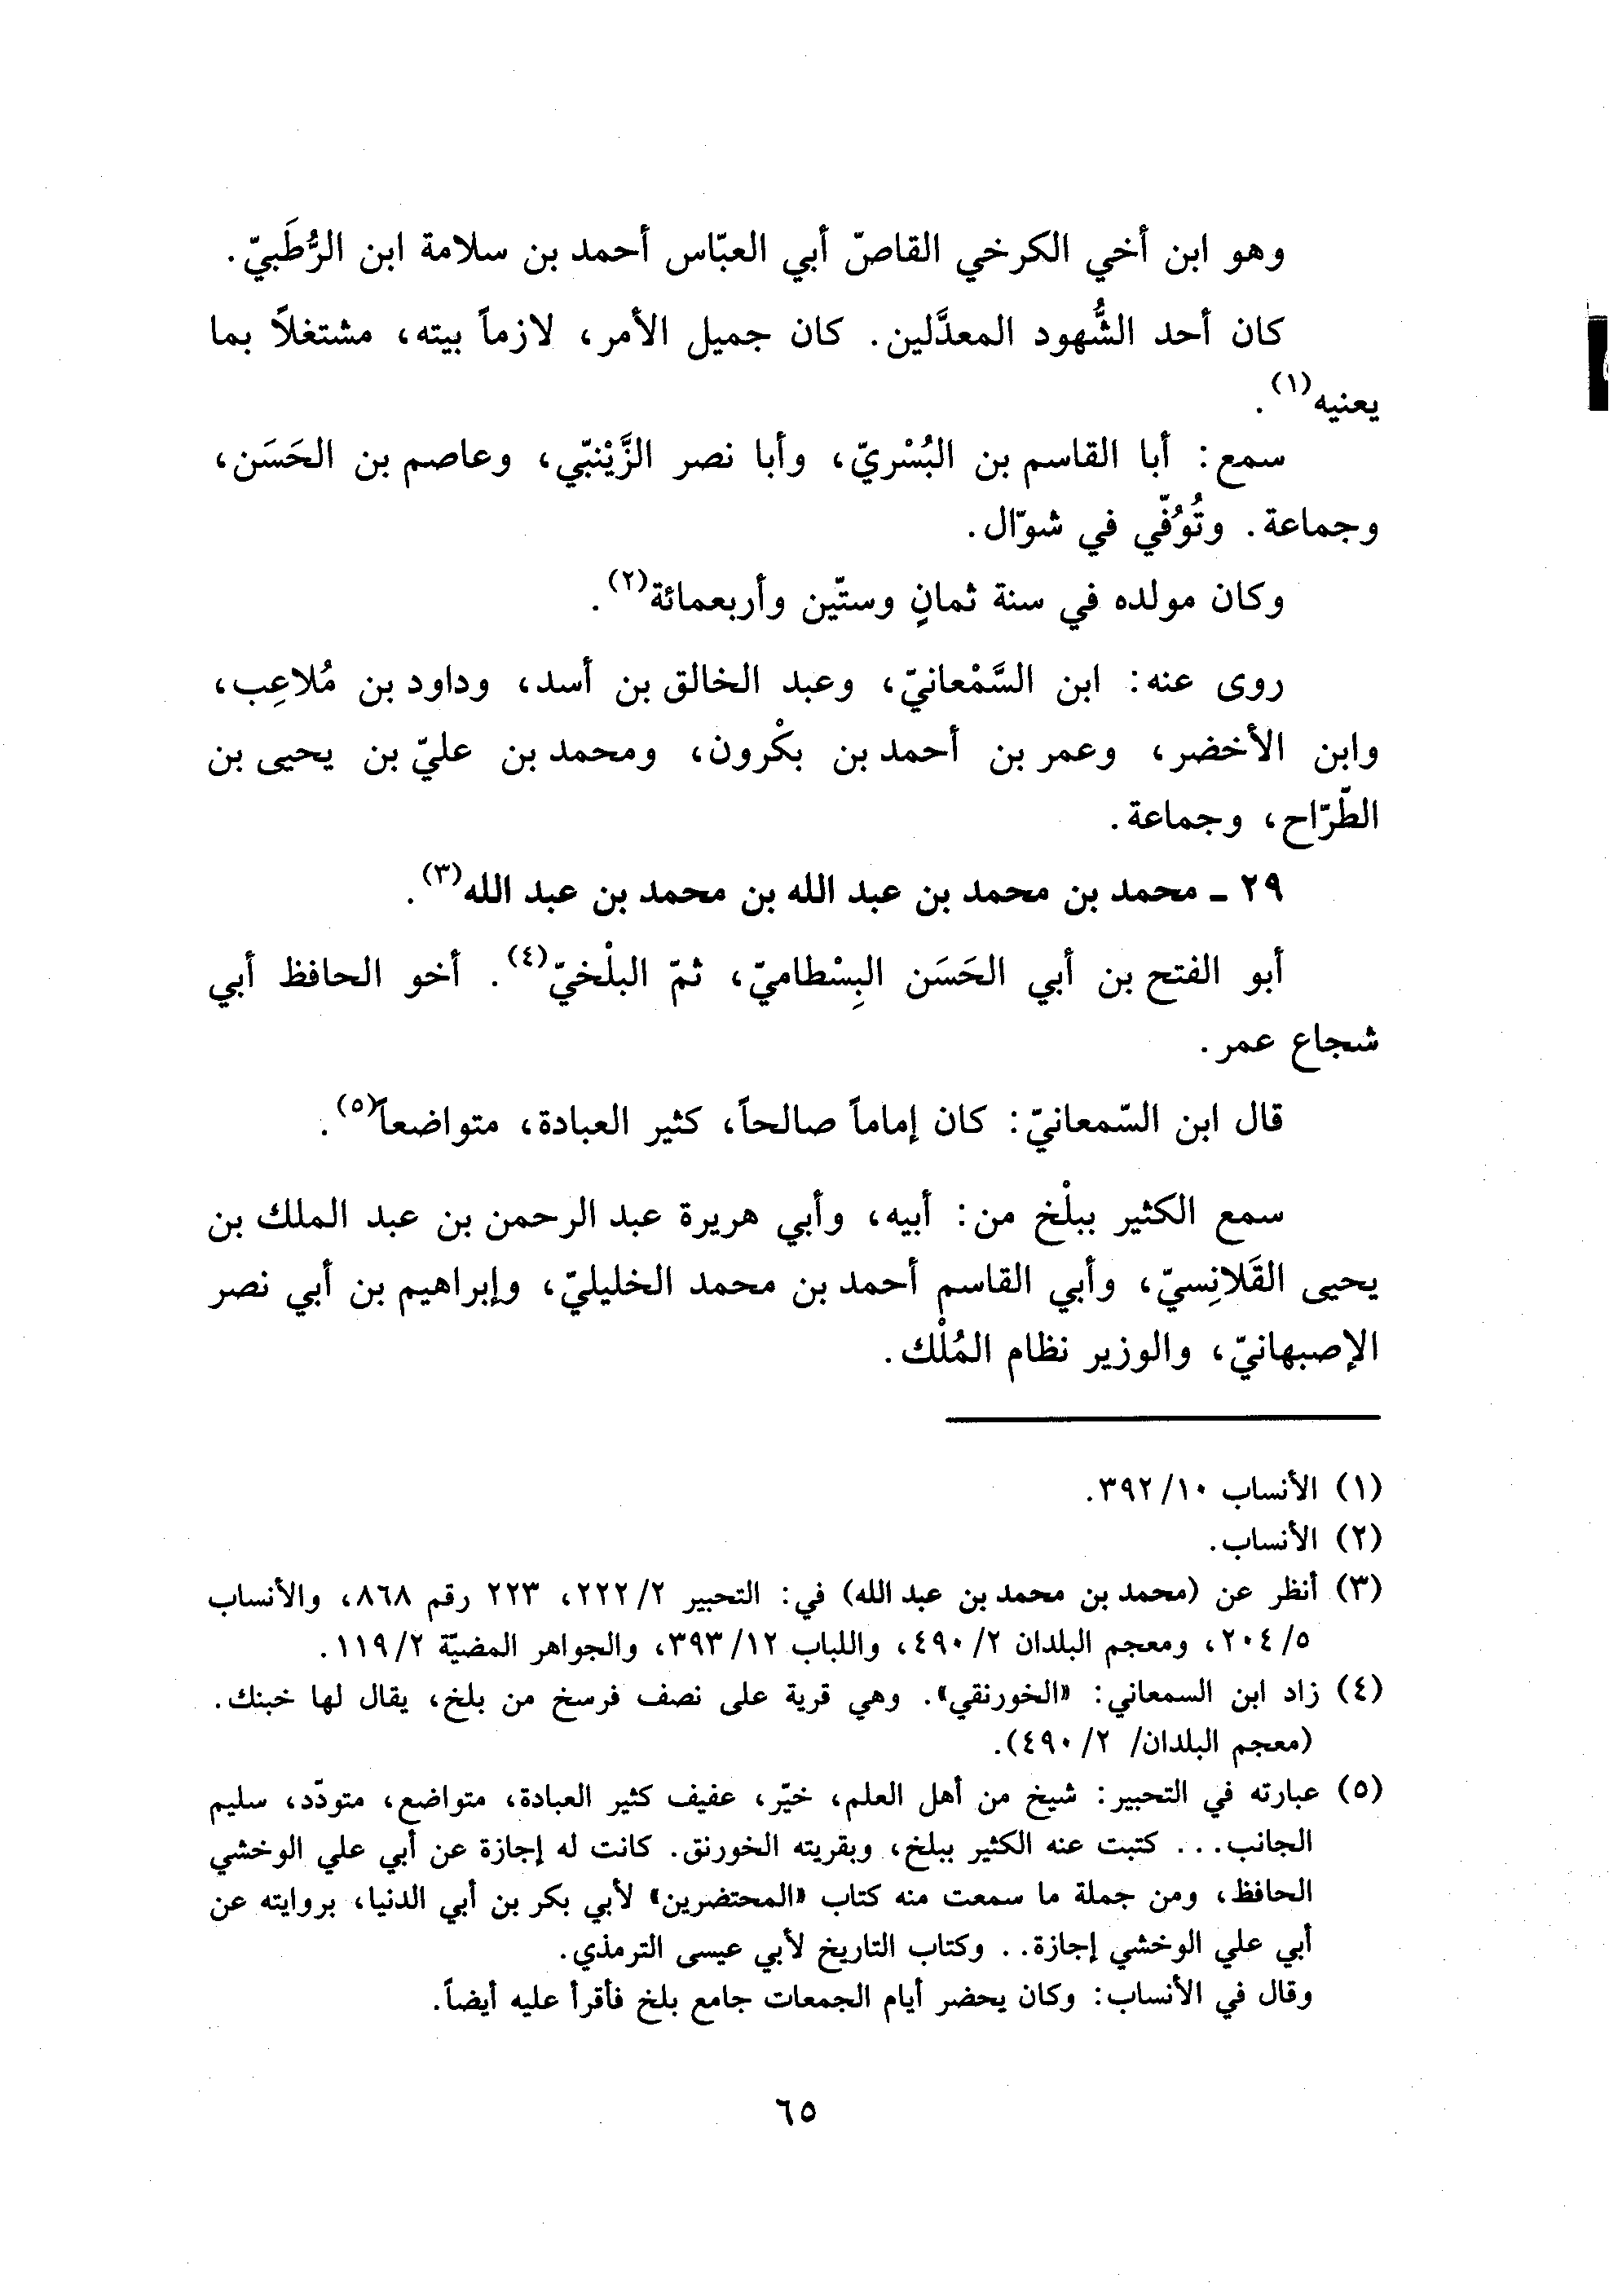 وهو ابن أخي الكرخي القاصّ أبي العبّاس أحمد بن سلامة ابن الرُّطَبيّ.
كان أحد الشُّهود المعدَّلين. كان جميل الأمر، لازماً بيته، مشتغلاً بما
يعنيه(١).
سمع: أبا القاسم بن البُسْريّ، وأبا نصر الزَّيْنبّي، وعاصم بن الحَسَن،
وجماعة. وتُوُفّي في شوّال.
وكان مولده في سنة ثمانٍ وستّين وأربعمائة(٢).
روى عنه: ابن السَّمْعانيّ، وعبد الخالق بن أسد، وداود بن مُلاعِب،
وابن الأخضر، وعمر بن أحمد بن بكْرون، ومحمد بن عليّ بن يحيى بن
الطّرّاح، وجماعة.
٢٩ ـ محمد بن محمد بن عبد الله بن محمد بن عبد الله(٣).
أبو الفتح بن أبي الحَسَن البِسْطاميّ، ثمّ البلْخيّ(٤). أخو الحافظ أبي
شجاع عمر.
قال ابن السّمعانيّ: كان إماماً صالحاً، كثير العبادة، متواضعاً(٥).
سمع الكثير ببلْخ من: أبيه، وأبي هريرة عبد الرحمن بن عبد الملك بن
يحيى القَلانِسيّ، وأبي القاسم أحمد بن محمد الخليليّ، وإبراهيم بن أبي نصر
الإصبهانيّ، والوزير نظام المُلْك.
(١) الأنساب ٣٩٢/١٠.
(٢) الأنساب.
(٣) أنظر عن (محمد بن محمد بن عبد الله) في: التحبير ٢٢٢/٢، ٢٢٣ رقم ٨٦٨، والأنساب
٢٠٤/٥، ومعجم البلدان ٤٩٠/٢، واللباب ٣٩٣/١٢، والجواهر المضيّة ١١٩/٢.
(٤) زاد ابن السمعاني: «الخورنقي». وهي قرية على نصف فرسخ من بلخ، يقال لها خبنك.
(معجم البلدان/ ٤٩٠/٢).
(٥) عبارته في التحبير: شيخ من أهل العلم، خيّر، عفيف كثير العبادة، متواضع، متودّد، سليم
الجانب... كتبت عنه الكثير ببلخ، وبقريته الخورنق. كانت له إجازة عن أبي علي الوخشي
الحافظ، ومن جملة ما سمعت منه كتاب «المحتضرين» لأبي بكر بن أبي الدنيا، بروايته عن
أبي علي الوخشي إجازة.. وكتاب التاريخ لأبي عيسى الترمذي.
وقال في الأنساب: وكان يحضر أيام الجمعات جامع بلخ فأقرأ عليه أيضاً.
٦٥